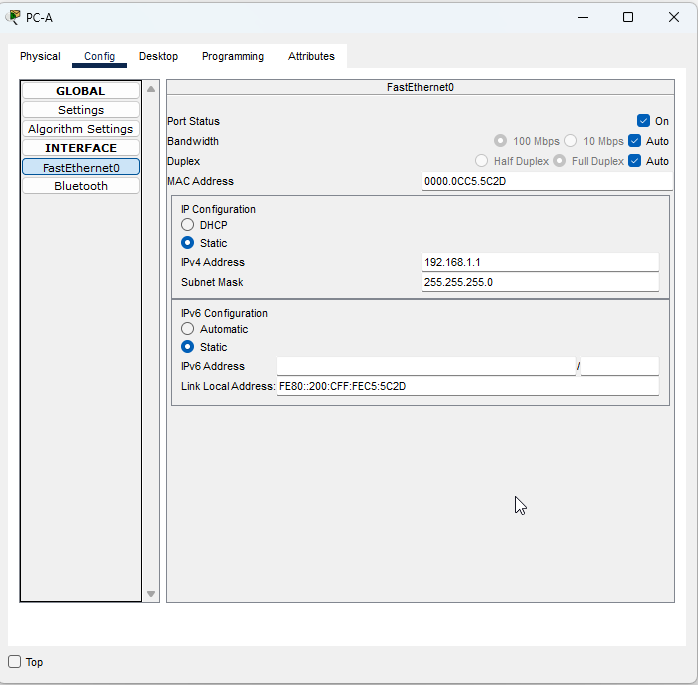 PC-A
Physical Config Desktop Programming Attributes
GLOBAL
Settings
Algorithm Settings
INTERFACE
FastEthernet0
Bluetooth
FastEthernet0
Port Status On
Bandwidth 100 Mbps 10 Mbps Auto
Duplex Half Duplex Full Duplex Auto
MAC Address 0000.0CC5.5C2D
IP Configuration
DHCP
Static
IPv4 Address 192.168.1.1
Subnet Mask 255.255.255.0
IPv6 Configuration
Automatic
Static
IPv6 Address /
Link Local Address: FE80::200:CFF:FEC5:5C2D
Top